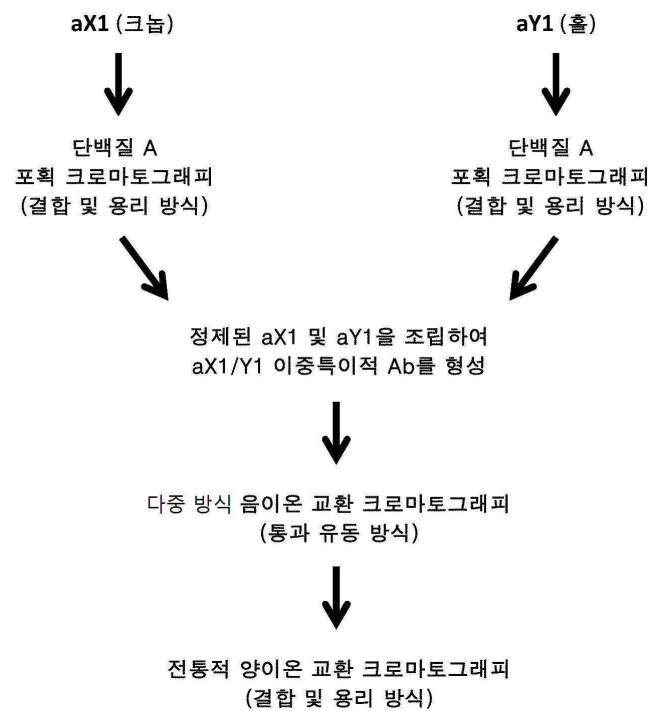 aX1 (크놉)
aY1 (홀)
단백질 A
포획 크로마토그래피
(결합 및 용리 방식)
단백질 A
포획 크로마토그래피
(결합 및 용리 방식)
정제된 aX1 및 aY1을 조립하여
aX1/Y1 이중특이적 Ab를 형성
다중 방식 음이온 교환 크로마토그래피
(통과 유동 방식)
전통적 양이온 교환 크로마토그래피
(결합 및 용리 방식)